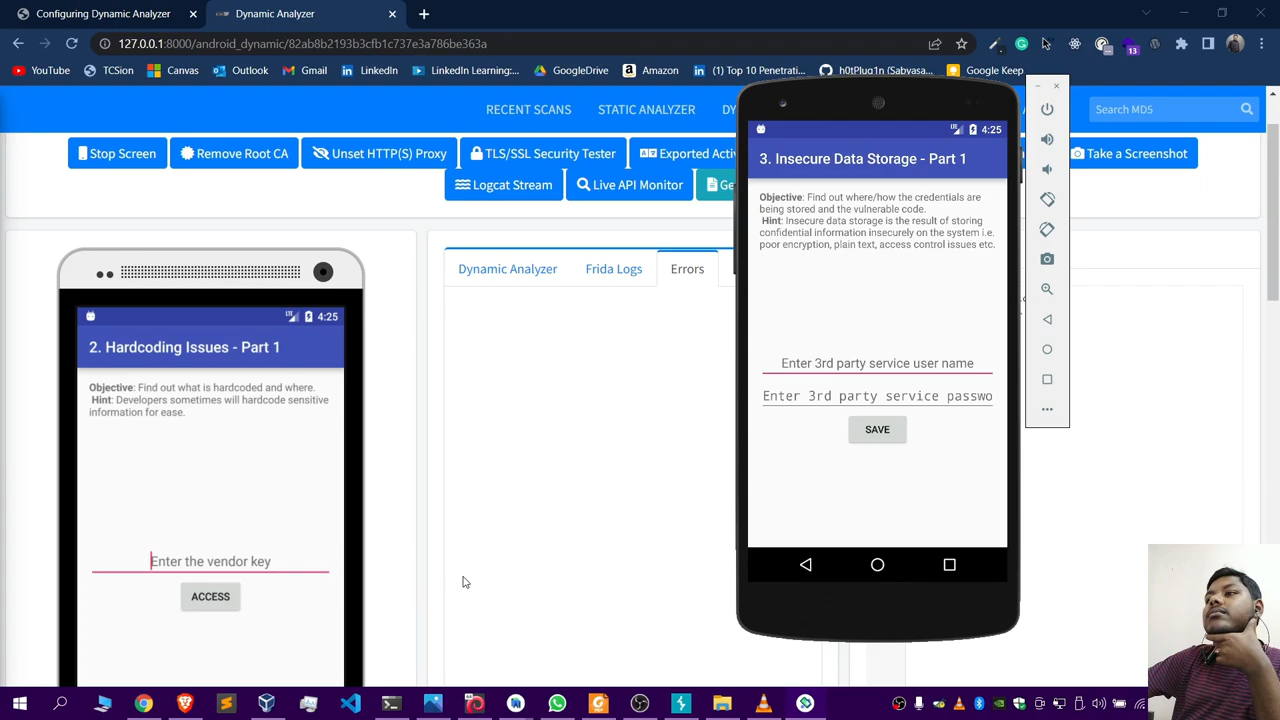 Configuring Dynamic Analyzer
Dynamic Analyzer
127.0.0.1:8000/android_dynamic/82ab8b2193b3cfb1c737e3a786be363a
13
YouTube
TCSion
Canvas
Outlook
Gmail
LinkedIn
LinkedIn Learning:...
GoogleDrive
Amazon
(1) Top 10 Penetrati...
h0tPlug1n (Sabyasa...
Google Keep
RECENT SCANS
STATIC ANALYZER
DY
Search MD5
Stop Screen
Remove Root CA
Unset HTTP(S) Proxy
TLS/SSL Security Tester
Exported Acti
Take a Screenshot
Logcat Stream
Live API Monitor
Ge
Dynamic Analyzer
Frida Logs
Errors
LTE
4:25
2. Hardcoding Issues - Part 1
Objective: Find out what is hardcoded and where.
Hint: Developers sometimes will hardcode sensitive
information for ease.
Enter the vendor key
ACCESS
LTE
4:25
3. Insecure Data Storage - Part 1
Objective: Find out where/how the credentials are
being stored and the vulnerable code.
Hint: Insecure data storage is the result of storing
confidential information insecurely on the system i.e.
poor encryption, plain text, access control issues etc.
Enter 3rd party service user name
Enter 3rd party service passwo
SAVE